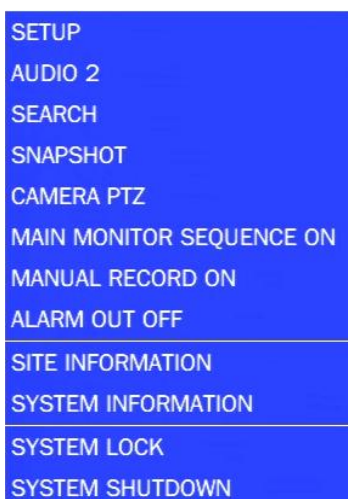 SETUP
AUDIO 2
SEARCH
SNAPSHOT
CAMERA PTZ
MAIN MONITOR SEQUENCE ON
MANUAL RECORD ON
ALARM OUT OFF
SITE INFORMATION
SYSTEM INFORMATION
SYSTEM LOCK
SYSTEM SHUTDOWN